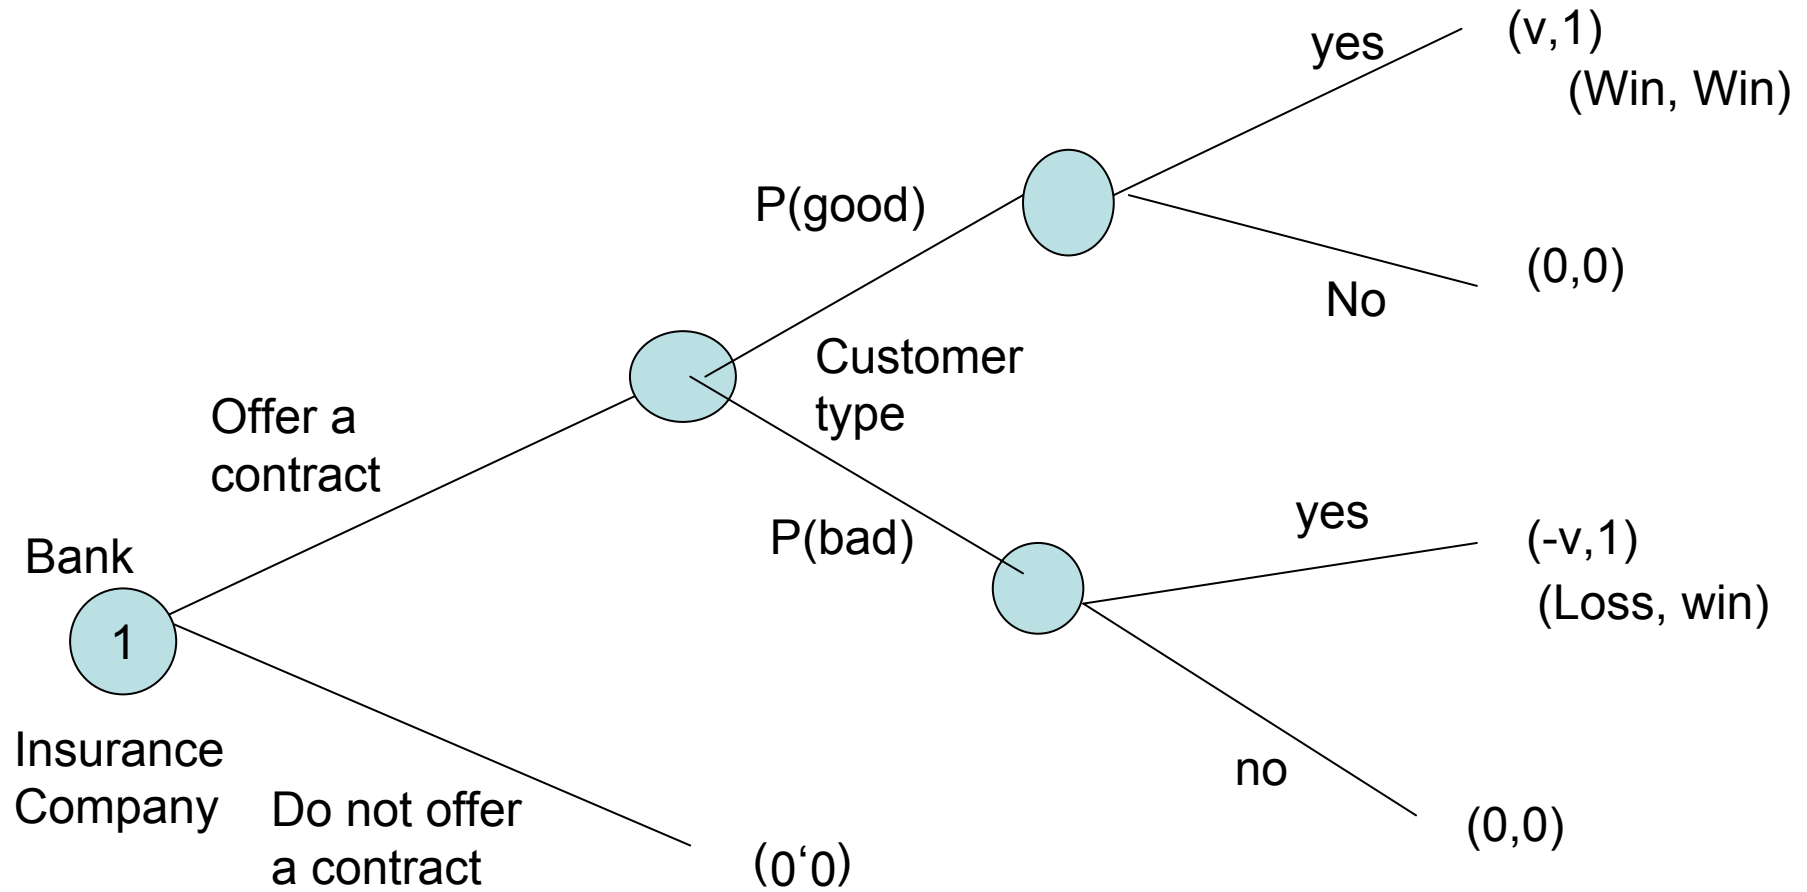 yes
(v,1)
(Win, Win)
P(good)
No
(0,0)
Customer
type
Offer a
contract
P(bad)
yes
(-v,1)
(Loss, win)
Bank
1
Insurance
Company
Do not offer
a contract
no
(0,0)
(0‘0)